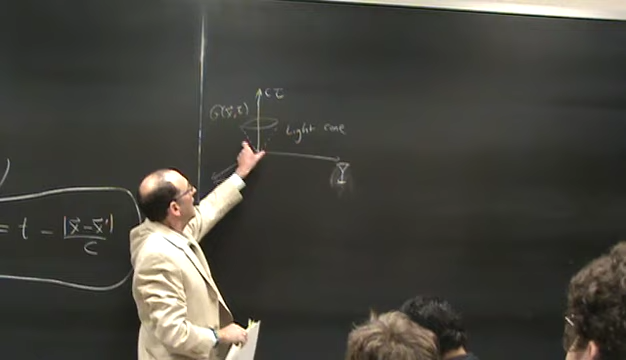 = t - |x⃗-x⃗'| / c
cτ
G(y⃗,τ)
Light cone